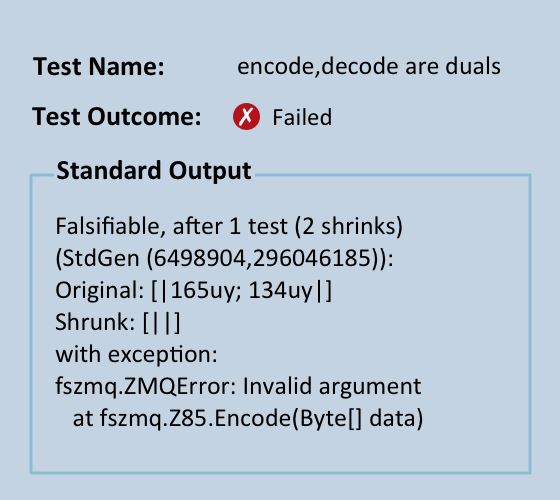 Test Name: encode,decode are duals
Test Outcome: ✗ Failed
Standard Output
Falsifiable, after 1 test (2 shrinks)
(StdGen (6498904,296046185)):
Original: [|165uy; 134uy|]
Shrunk: [||]
with exception:
fszmq.ZMQError: Invalid argument
at fszmq.Z85.Encode(Byte[] data)